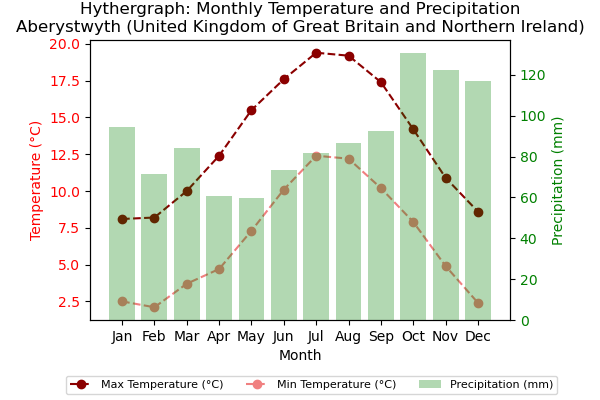 Hythergraph: Monthly Temperature and Precipitation
Aberystwyth (United Kingdom of Great Britain and Northern Ireland)
Temperature (°C)
20.0
17.5
15.0
12.5
10.0
7.5
5.0
2.5
120
100
80
60
40
20
0
Precipitation (mm)
Jan Feb Mar Apr May Jun Jul Aug Sep Oct Nov Dec
Month
Max Temperature (°C) Min Temperature (°C) Precipitation (mm)